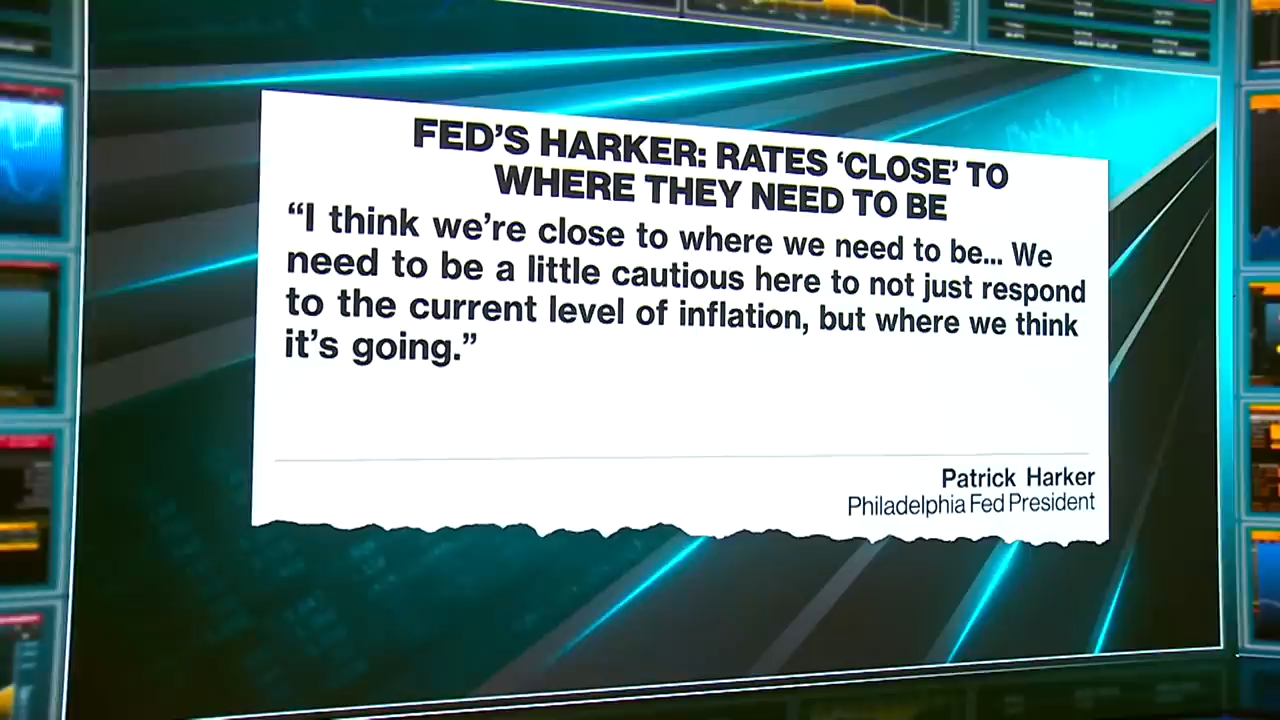 FED'S HARKER: RATES ‘CLOSE’ TO
WHERE THEY NEED TO BE
“I think we're close to where we need to be... We
need to be a little cautious here to not just respond
to the current level of inflation, but where we think
it's going.”
Patrick Harker
Philadelphia Fed President